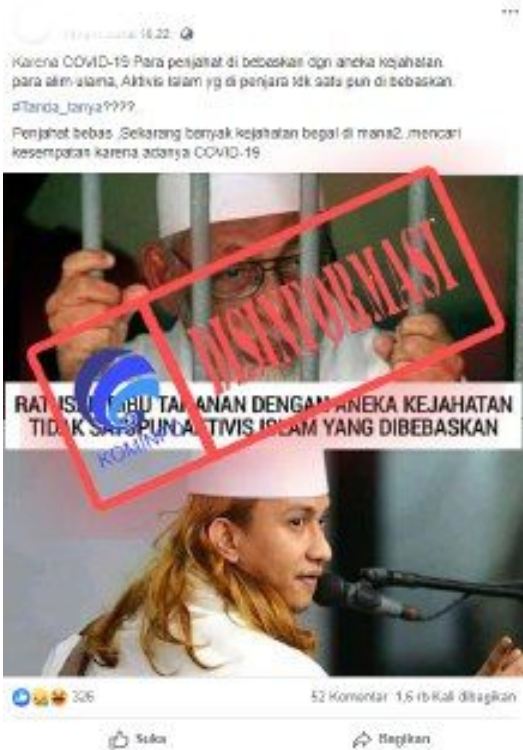 16.22
Karena COVID-19 Para penjahat di bebaskan dgn aneka kejahatan
para alim ulama, Aktivis Islam yg di penjara tdk satu pun di bebaskan.
#Tanda_tanya????
Penjahat bebas ,Sekarang banyak kejahatan begal di mana2..mencari
kesempatan karena adanya COVID-19
DISINFORMASI
KOMINFO
TAHANAN DENGAN ANEKA KEJAHATAN
TIDAK SATUPUN AKTIVIS ISLAM YANG DIBEBASKAN
326
52 Komentar 1,6 rb Kali dibagikan
Suka
Bagikan